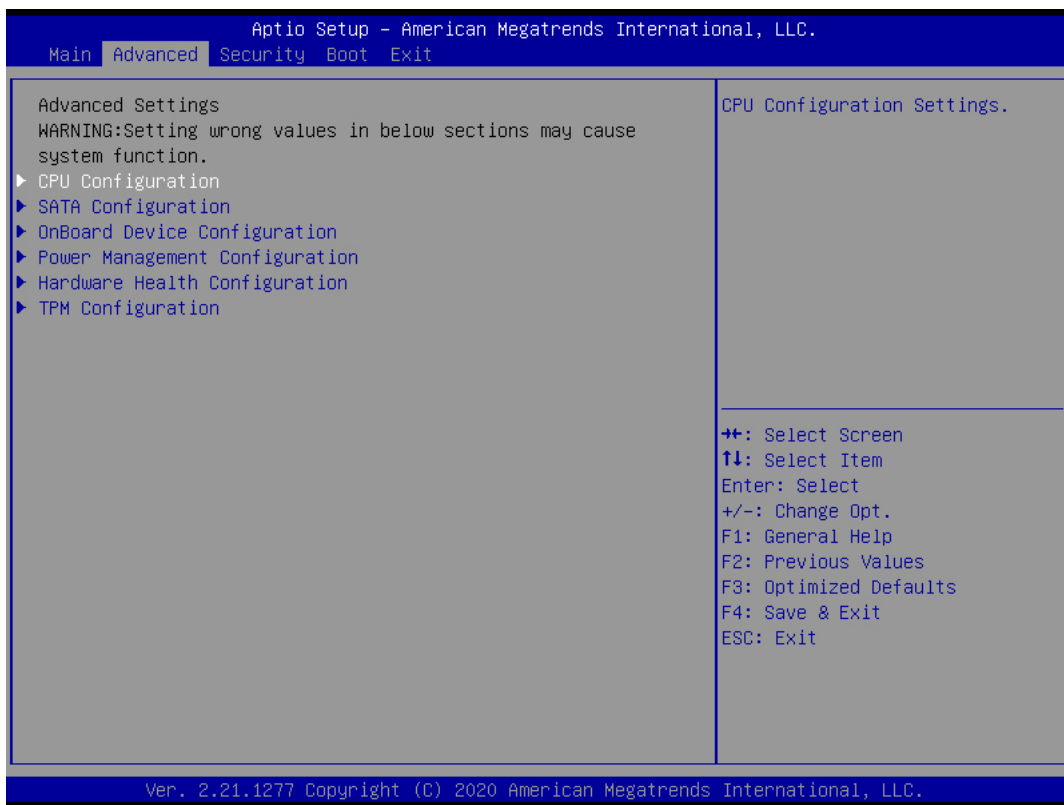 Aptio Setup – American Megatrends International, LLC.
Main Advanced Security Boot Exit
Advanced Settings
WARNING:Setting wrong values in below sections may cause
system function.
▶ CPU Configuration
▶ SATA Configuration
▶ OnBoard Device Configuration
▶ Power Management Configuration
▶ Hardware Health Configuration
▶ TPM Configuration
CPU Configuration Settings.
→←: Select Screen
↑↓: Select Item
Enter: Select
+/-: Change Opt.
F1: General Help
F2: Previous Values
F3: Optimized Defaults
F4: Save & Exit
ESC: Exit
Ver. 2.21.1277 Copyright (C) 2020 American Megatrends International, LLC.